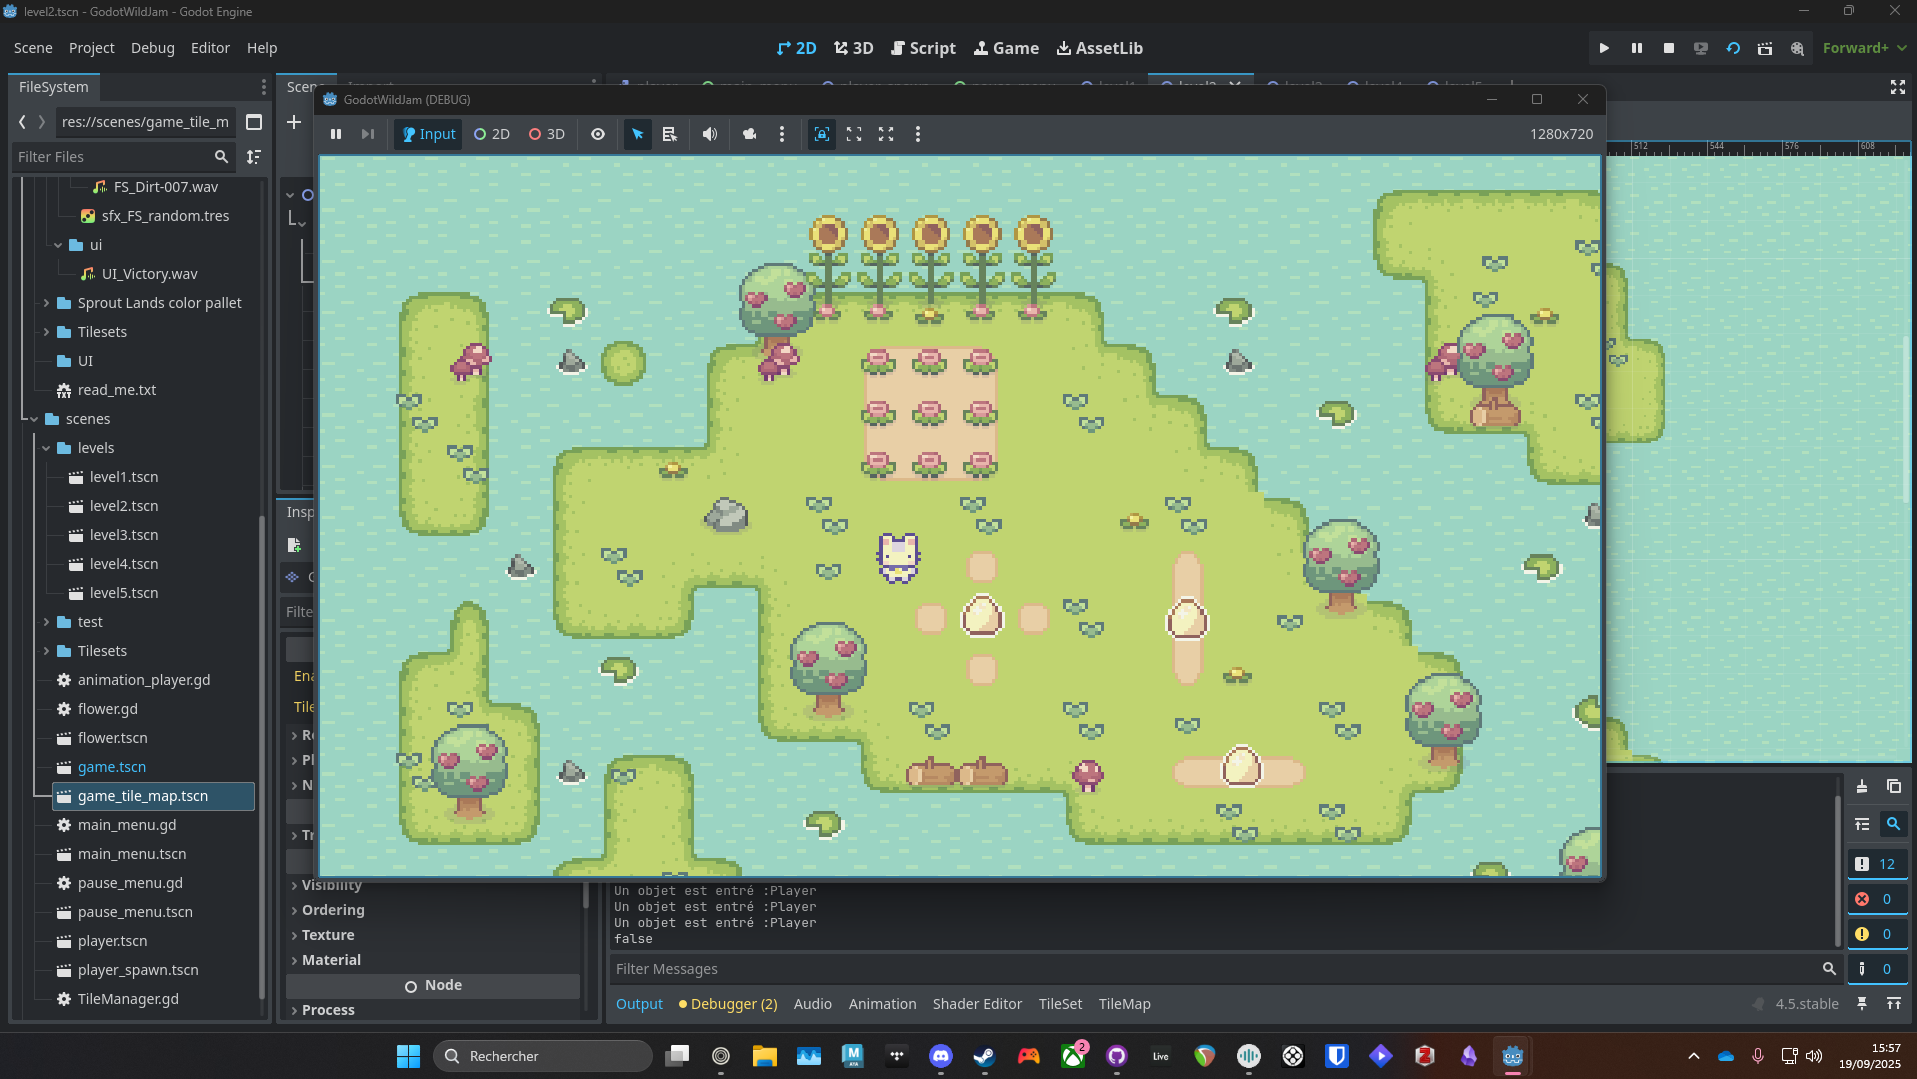 level2.tscn - GodotWildJam - Godot Engine
Scene Project Debug Editor Help
2D 3D Script Game AssetLib
Forward+
FileSystem
res://scenes/game_tile_m
Filter Files
FS_Dirt-007.wav
sfx_FS_random.tres
ui
UI_Victory.wav
Sprout Lands color pallet
Tilesets
UI
read_me.txt
scenes
levels
level1.tscn
level2.tscn
level3.tscn
level4.tscn
level5.tscn
test
Tilesets
animation_player.gd
flower.gd
flower.tscn
game.tscn
game_tile_map.tscn
main_menu.gd
main_menu.tscn
pause_menu.gd
pause_menu.tscn
player.tscn
player_spawn.tscn
TileManager.gd
GodotWildJam (DEBUG)
Input 2D 3D
1280x720
512 544 576 608
Visibility
Ordering
Texture
Material
Node
Process
Un objet est entré :Player
Un objet est entré :Player
Un objet est entré :Player
false
Filter Messages
Output Debugger (2) Audio Animation Shader Editor TileSet TileMap
4.5.stable
12
0
0
0
Rechercher
2
Live
15:57
19/09/2025